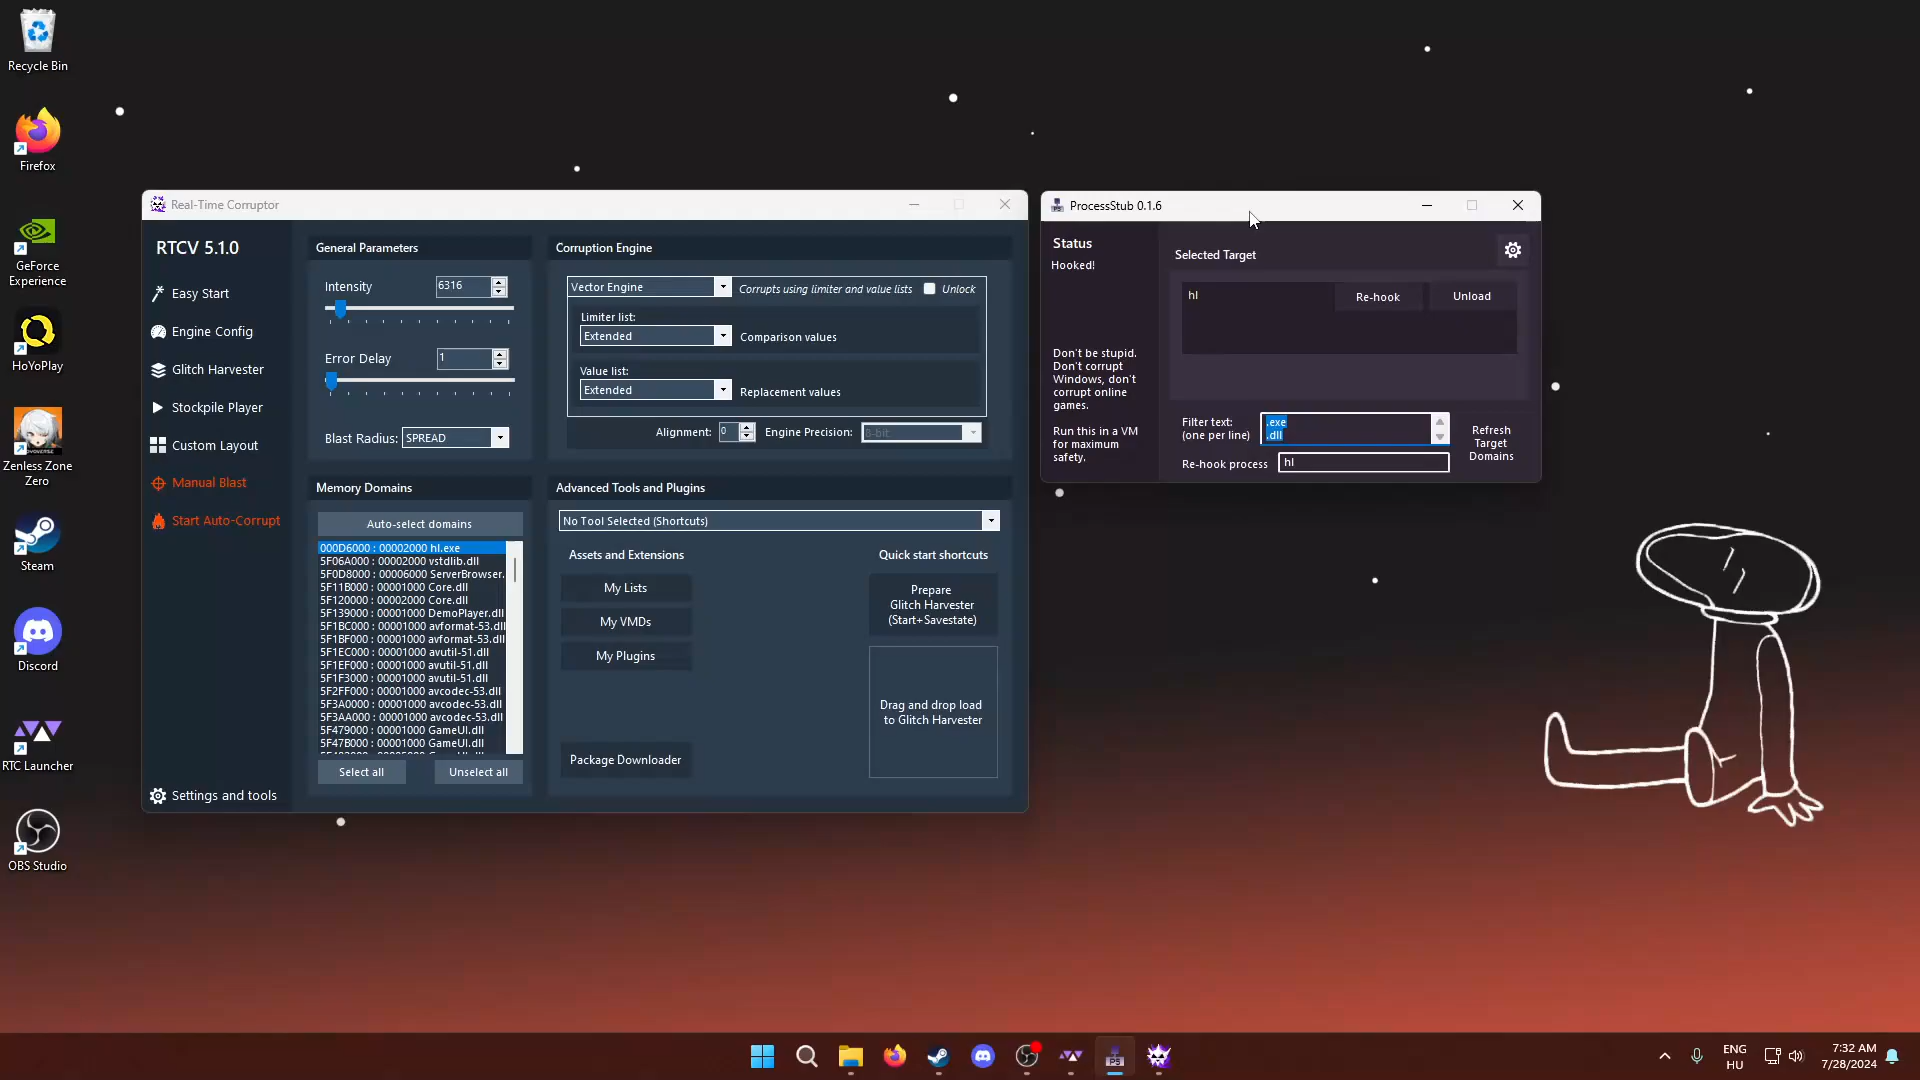 Recycle Bin
Firefox
GeForce
Experience
HoYoPlay
Zenless Zone
Zero
Steam
Discord
RTC Launcher
OBS Studio
Real-Time Corruptor
RTCV 5.1.0
Easy Start
Engine Config
Glitch Harvester
Stockpile Player
Custom Layout
Manual Blast
Start Auto-Corrupt
Settings and tools
General Parameters
Intensity
6316
Error Delay
1
Blast Radius:
SPREAD
Memory Domains
Auto-select domains
000D6000 : 00002000 hl.exe
5F06A000 : 00002000 vstdlib.dll
5F0D8000 : 00006000 ServerBrowser.
5F11B000 : 00001000 Core.dll
5F120000 : 00002000 Core.dll
5F139000 : 00001000 DemoPlayer.dll
5F1BC000 : 00001000 avformat-53.dll
5F1BF000 : 00001000 avformat-53.dll
5F1EC000 : 00001000 avutil-51.dll
5F1EF000 : 00001000 avutil-51.dll
5F1F3000 : 00001000 avutil-51.dll
5F2FF000 : 00001000 avcodec-53.dll
5F3A0000 : 00001000 avcodec-53.dll
5F3AA000 : 00001000 avcodec-53.dll
5F479000 : 00001000 GameUI.dll
5F47B000 : 00001000 GameUI.dll
Select all
Unselect all
Corruption Engine
Vector Engine
Corrupts using limiter and value lists
Unlock
Limiter list:
Extended
Comparison values
Value list:
Extended
Replacement values
Alignment:
0
Engine Precision:
8-bit
Advanced Tools and Plugins
No Tool Selected (Shortcuts)
Assets and Extensions
My Lists
My VMDs
My Plugins
Package Downloader
Quick start shortcuts
Prepare
Glitch Harvester
(Start+Savestate)
Drag and drop load
to Glitch Harvester
ProcessStub 0.1.6
Status
Hooked!
Don't be stupid.
Don't corrupt
Windows, don't
corrupt online
games.
Run this in a VM
for maximum
safety.
Selected Target
hl
Re-hook
Unload
Filter text:
(one per line)
.exe
.dll
Re-hook process
hl
Refresh
Target
Domains
PS
ENG
HU
7:32 AM
7/28/2024